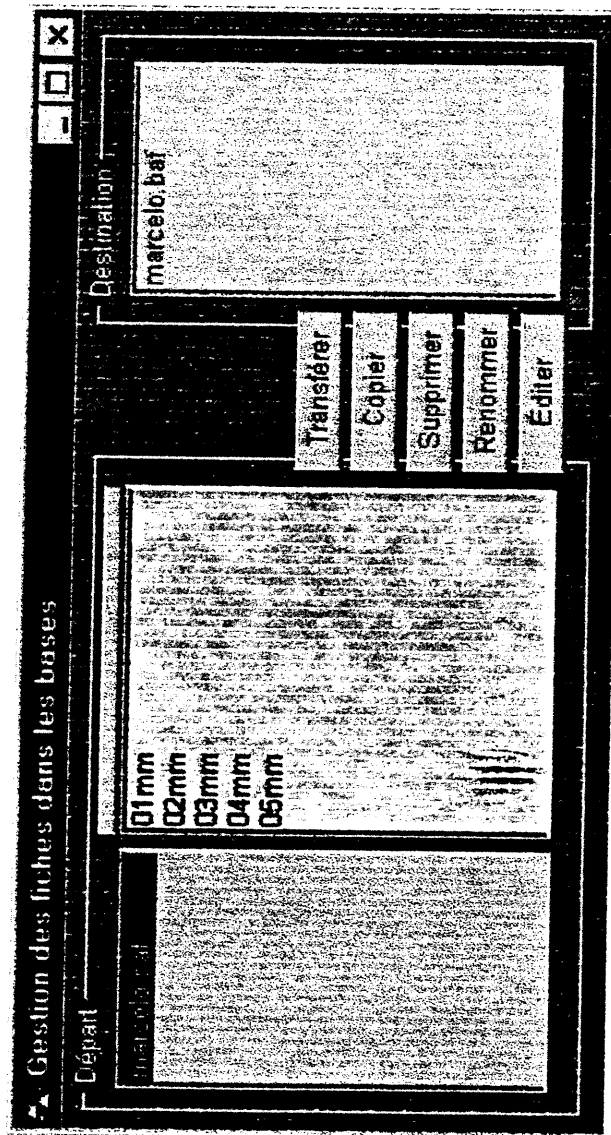 Gestion des fiches dans les bases
Départ
01mm
02mm
03mm
04mm
05mm
Transférer
Copier
Supprimer
Renommer
Éditer
Destination
marcelo.baf